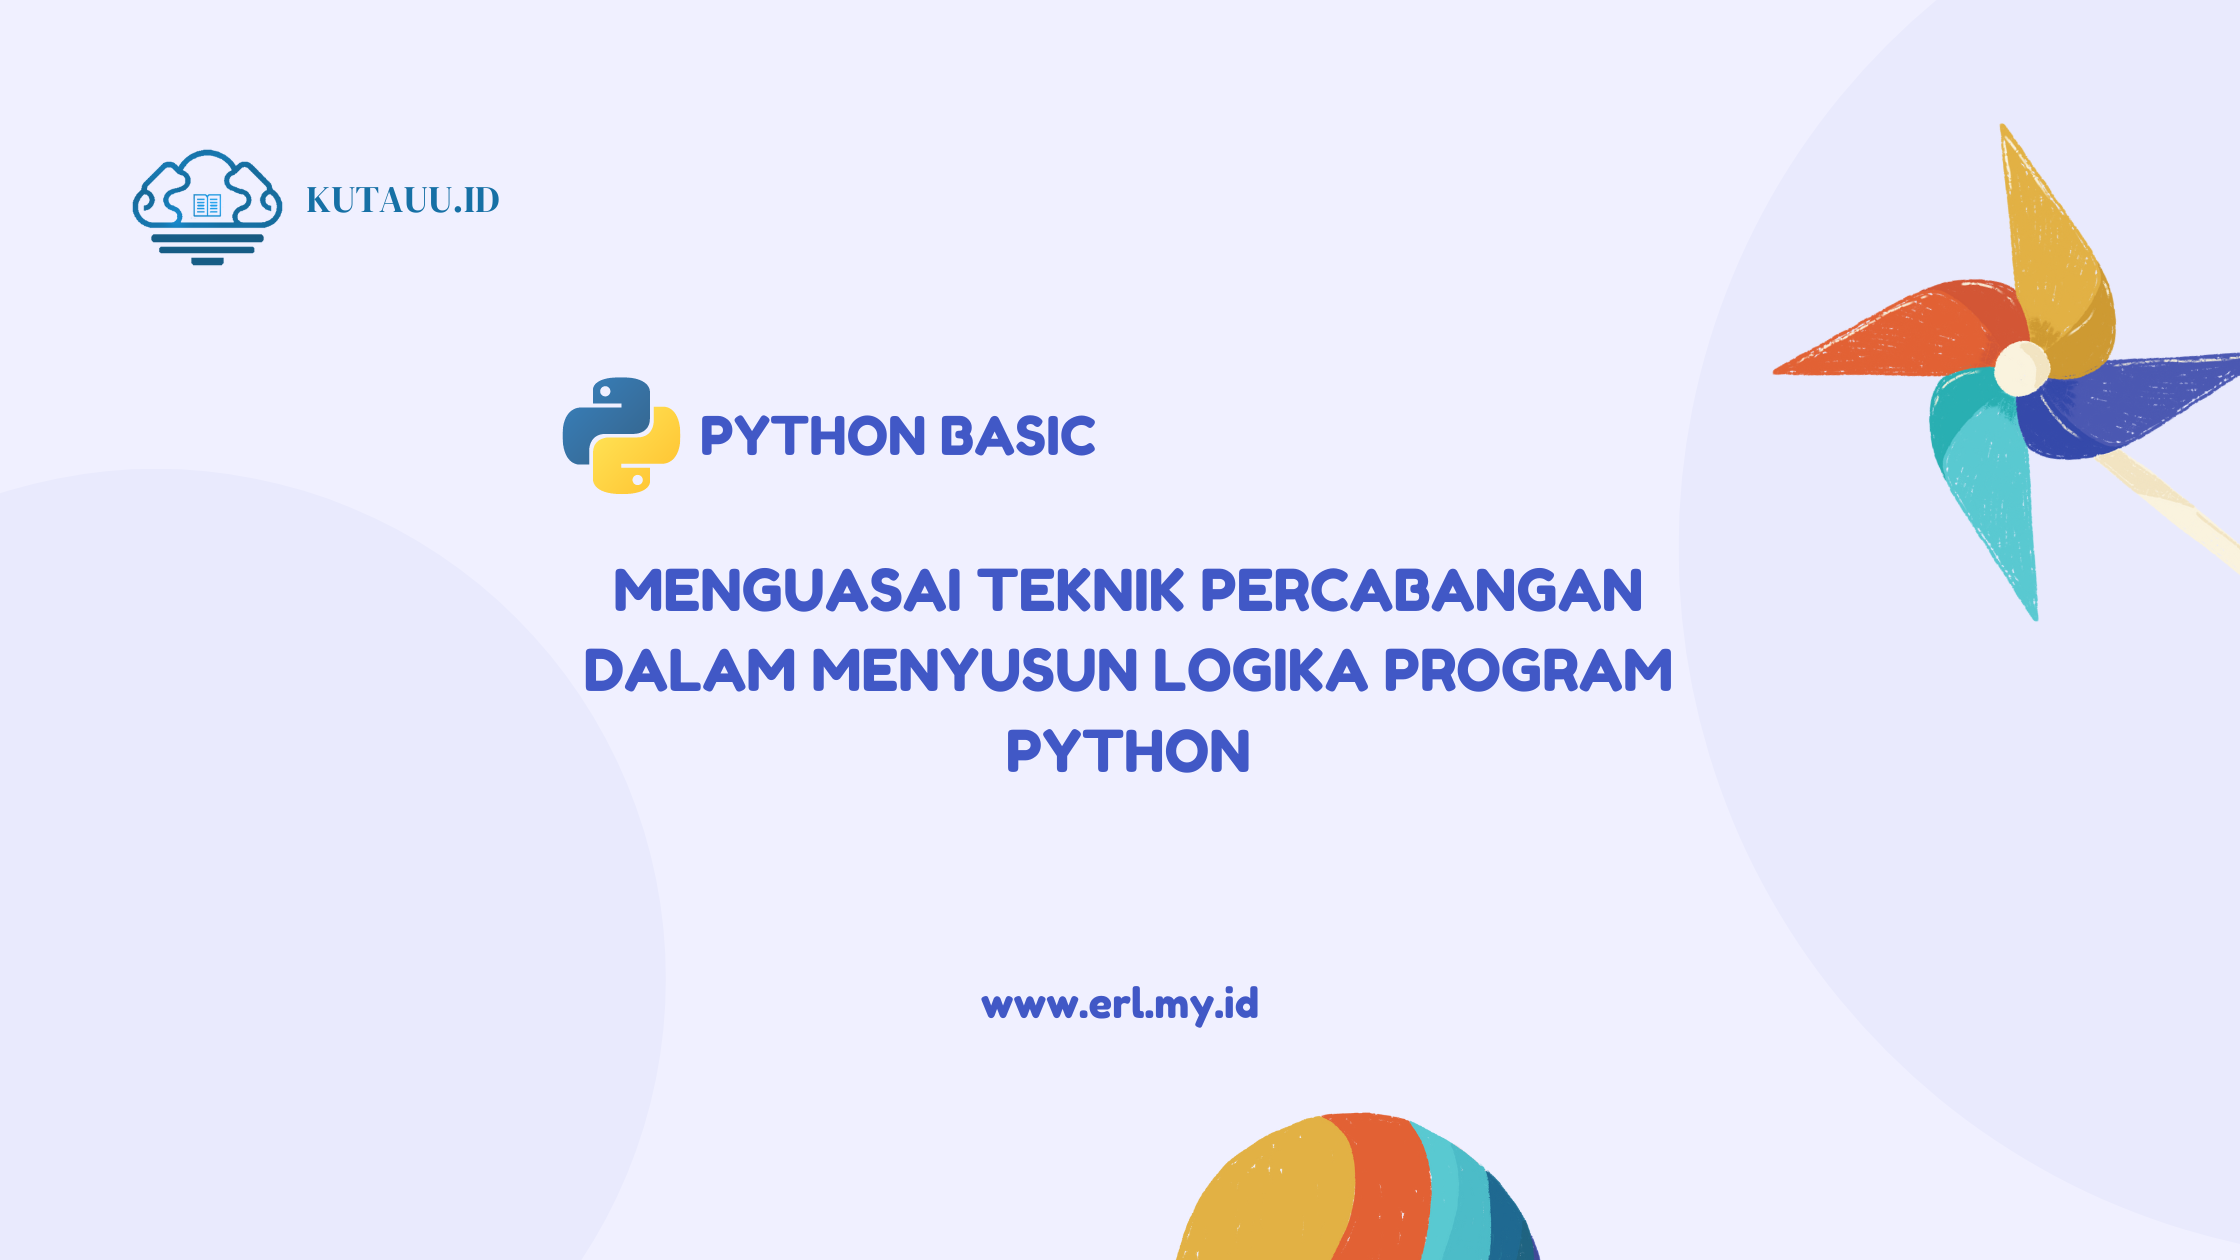 KUTAUU.ID
PYTHON BASIC
MENGUASAI TEKNIK PERCABANGAN
DALAM MENYUSUN LOGIKA PROGRAM
PYTHON
www.erl.my.id